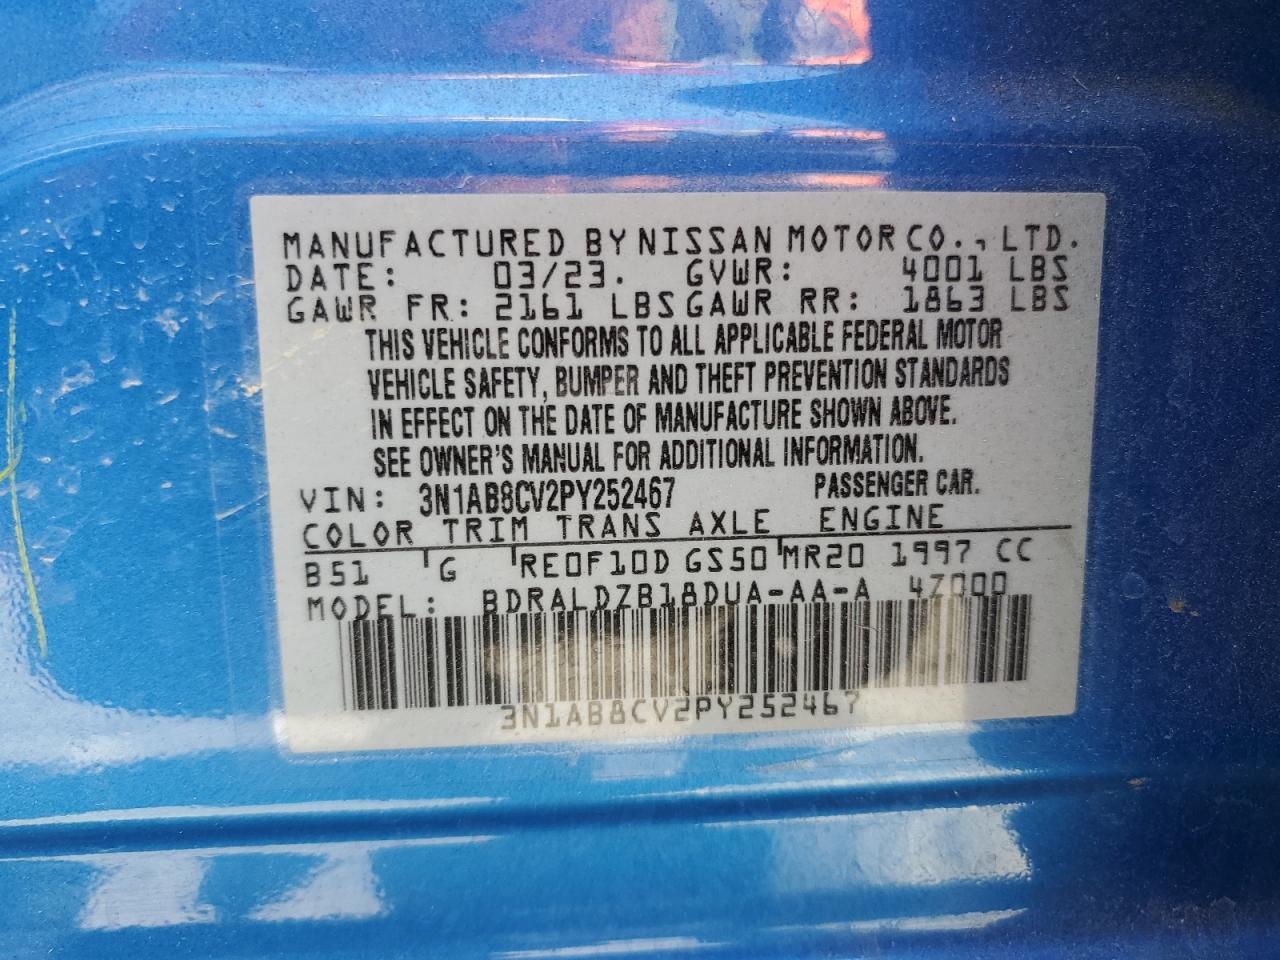 MANUFACTURED BY NISSAN MOTOR CO., LTD.
DATE: 03/23. GVWR: 4001 LBS
GAWR FR: 2161 LBS GAWR RR: 1863 LBS
THIS VEHICLE CONFORMS TO ALL APPLICABLE FEDERAL MOTOR
VEHICLE SAFETY, BUMPER AND THEFT PREVENTION STANDARDS
IN EFFECT ON THE DATE OF MANUFACTURE SHOWN ABOVE.
SEE OWNER'S MANUAL FOR ADDITIONAL INFORMATION.
VIN: 3N1AB8CV2PY252467 PASSENGER CAR.
COLOR TRIM TRANS AXLE ENGINE
B51 G RE0F10D GS50 MR20 1997 CC
MODEL: BDRALDZB18DUA-AA-A 4Z000
3N1AB8CV2PY252467